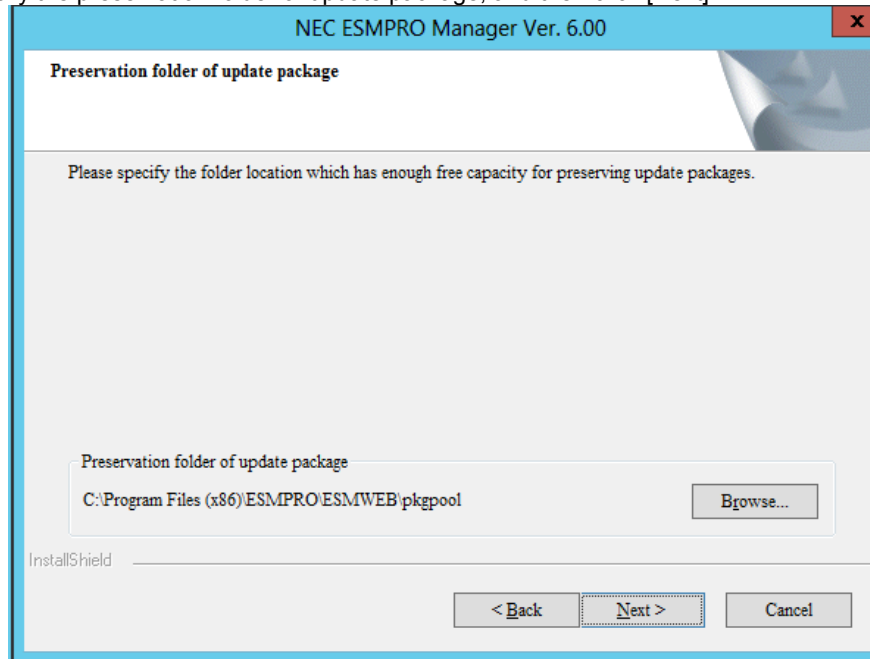 NEC ESMPRO Manager Ver. 6.00
x
Preservation folder of update package
Please specify the folder location which has enough free capacity for preserving update packages.
Preservation folder of update package
C:\Program Files (x86)\ESMPRO\ESMWEB\pkgpool
Browse...
InstallShield
< Back
Next >
Cancel